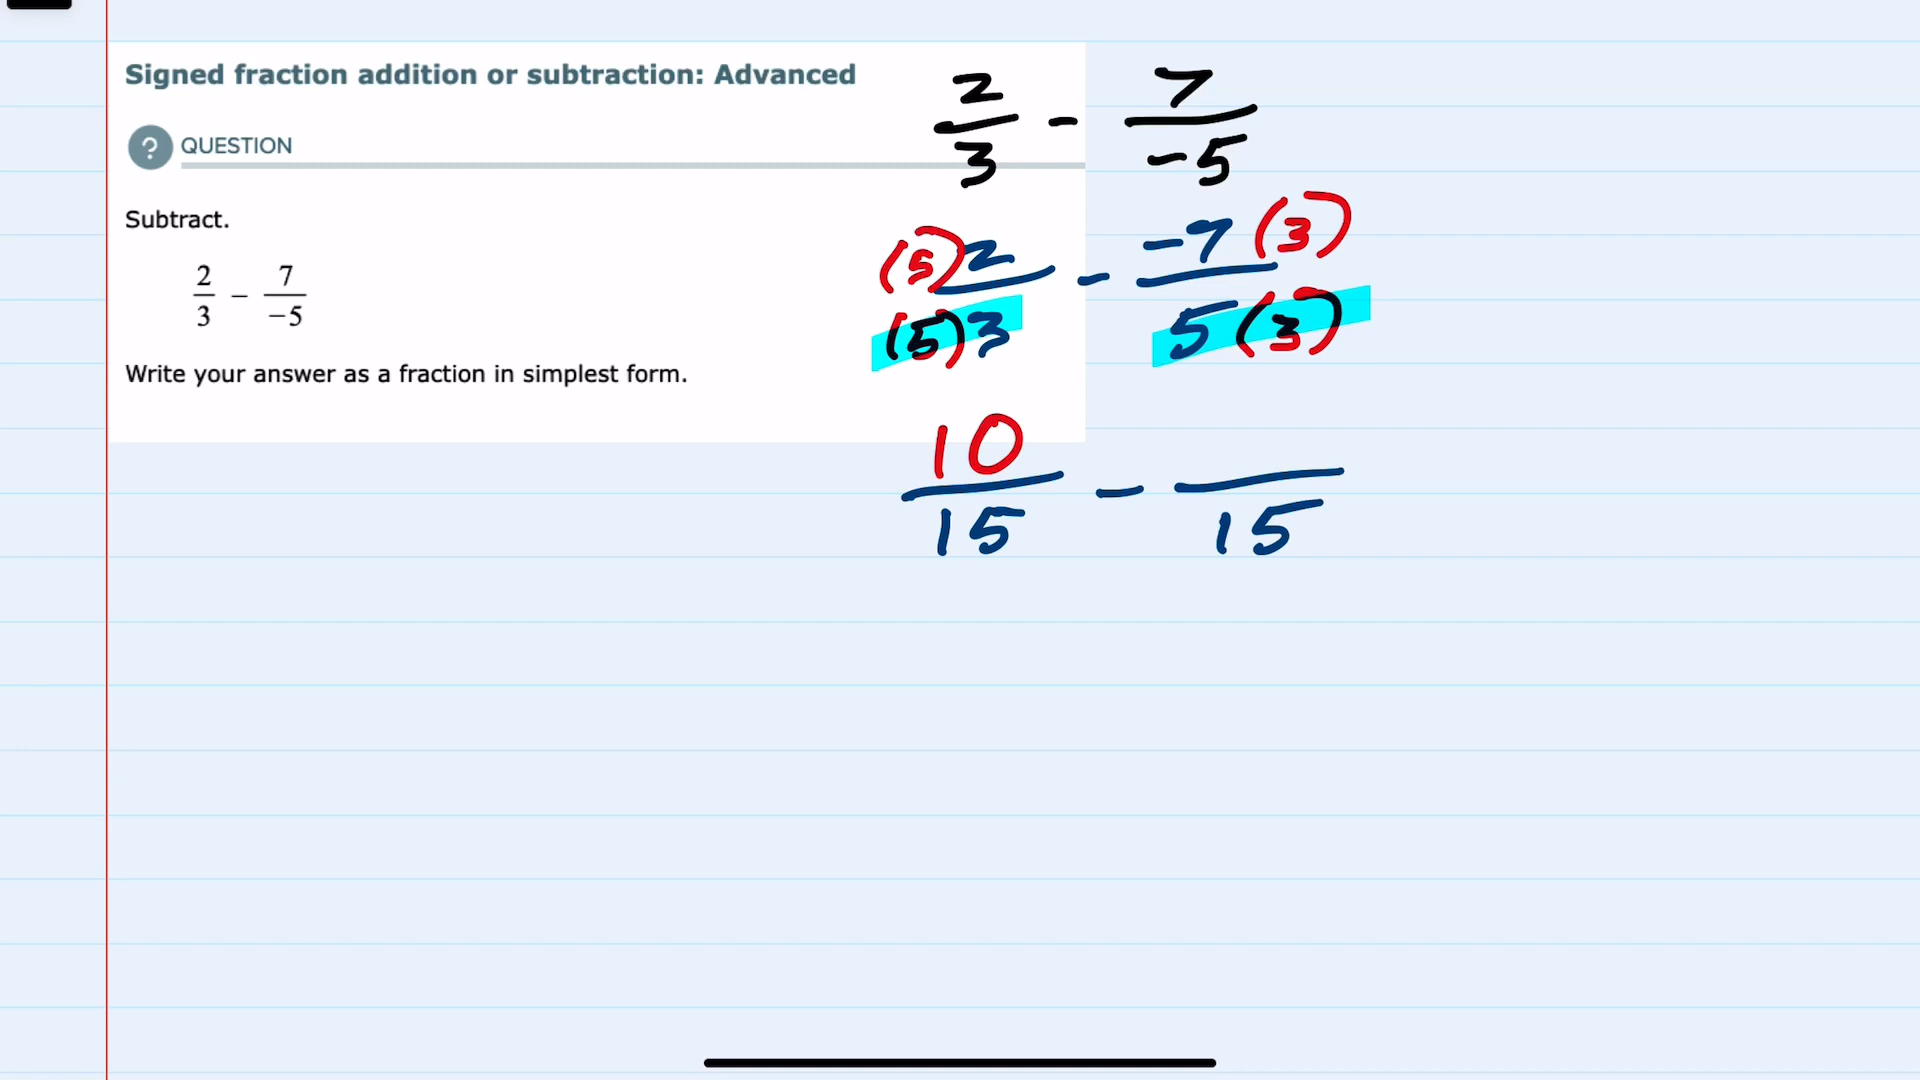 Signed fraction addition or subtraction: Advanced
? QUESTION
Subtract.
2/3 − 7/−5
Write your answer as a fraction in simplest form.
2/3 - 7/-5
(5)2/(5)3 - -7(3)/5(3)
10/15 - /15